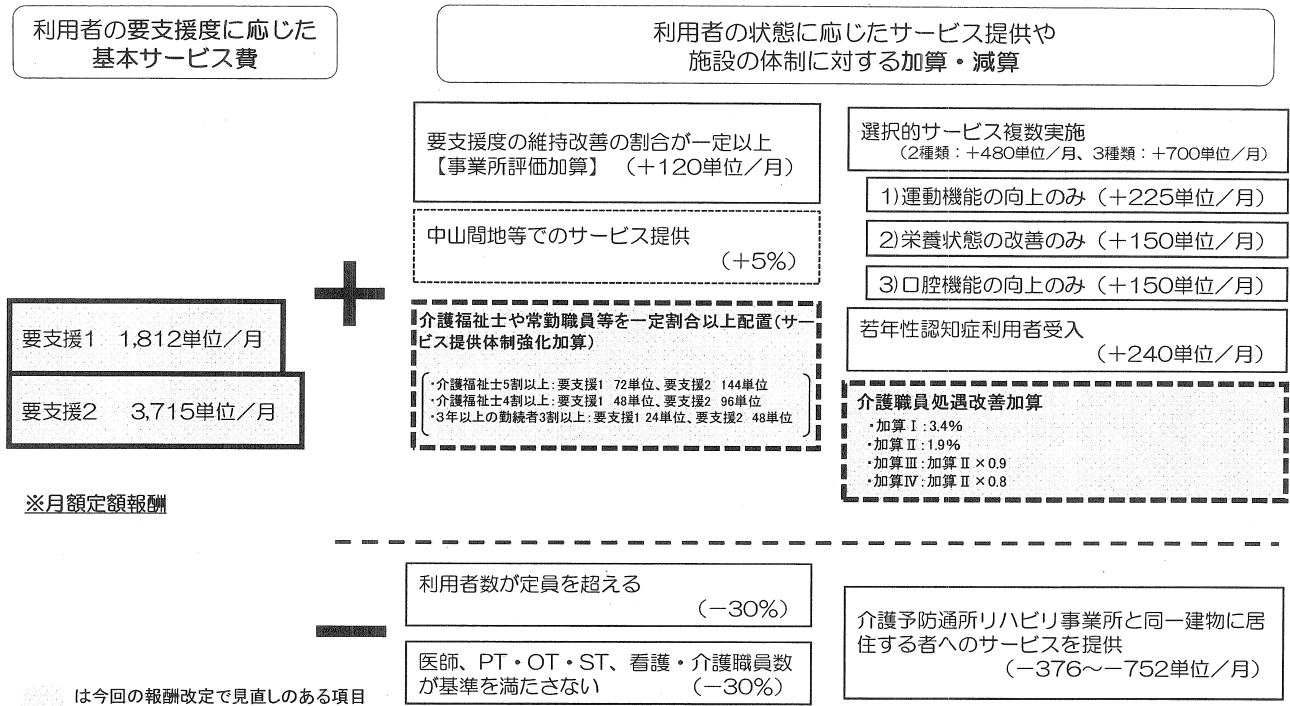 利用者の要支援度に応じた
基本サービス費
利用者の状態に応じたサービス提供や
施設の体制に対する加算・減算
要支援1 1,812単位／月
要支援2 3,715単位／月
※月額定額報酬
要支援度の維持改善の割合が一定以上
【事業所評価加算】 （＋120単位／月）
中山間地等でのサービス提供
（＋5%）
介護福祉士や常勤職員等を一定割合以上配置（サー
ビス提供体制強化加算）
・介護福祉士5割以上：要支援1 72単位、要支援2 144単位
・介護福祉士4割以上：要支援1 48単位、要支援2 96単位
・3年以上の勤続者3割以上：要支援1 24単位、要支援2 48単位
選択的サービス複数実施
（2種類：＋480単位／月、3種類：＋700単位／月）
1）運動機能の向上のみ（＋225単位／月）
2）栄養状態の改善のみ（＋150単位／月）
3）口腔機能の向上のみ（＋150単位／月）
若年性認知症利用者受入
（＋240単位／月）
介護職員処遇改善加算
・加算Ⅰ：3.4%
・加算Ⅱ：1.9%
・加算Ⅲ：加算Ⅱ×0.9
・加算Ⅳ：加算Ⅱ×0.8
利用者数が定員を超える
（－30%）
医師、PT・OT・ST、看護・介護職員数
が基準を満たさない （－30%）
介護予防通所リハビリ事業所と同一建物に居
住する者へのサービスを提供
（－376～－752単位／月）
は今回の報酬改定で見直しのある項目